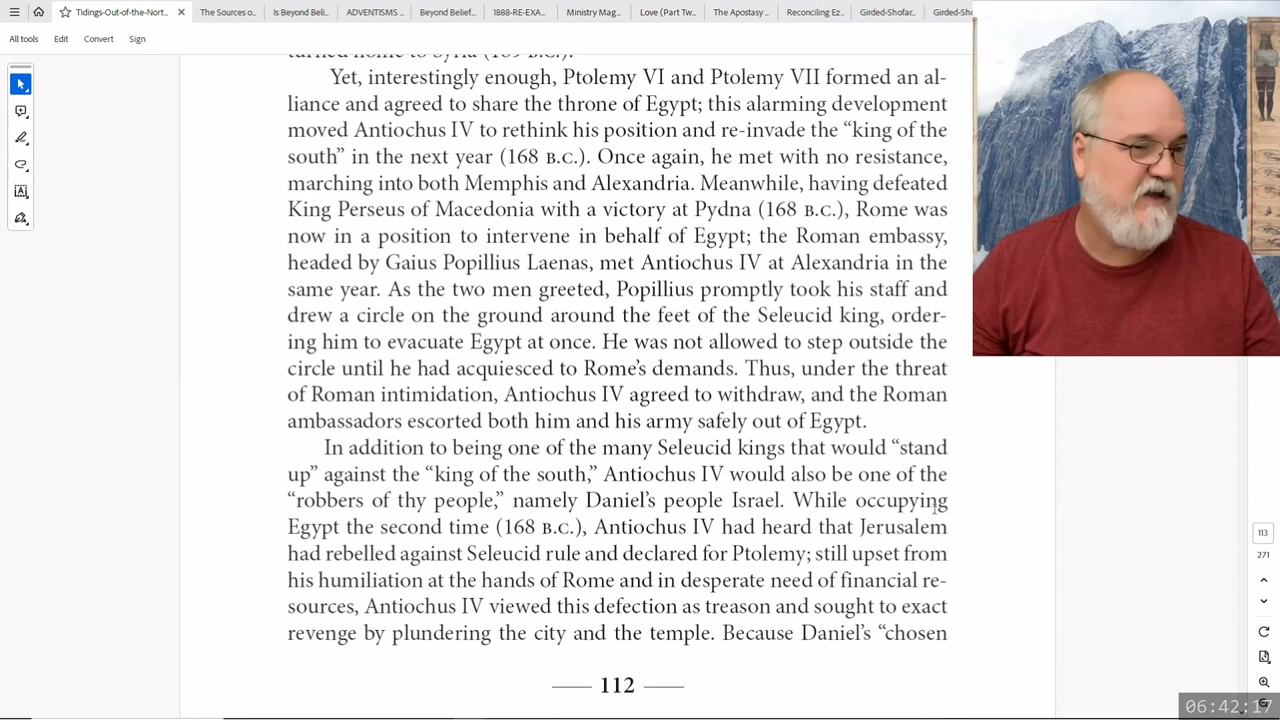 Tidings-Out-of-the-Nort...
The Sources o...
Is Beyond Beli...
ADVENTISMS ...
Beyond Belief...
1888-RE-EXA...
Ministry Mag...
Love (Part Tw...
The Apostasy ...
Reconciling Ez...
Girded-Shofar...
Girded-Sho
All tools
Edit
Convert
Sign
turned home to Syria (169 B.C.).
Yet, interestingly enough, Ptolemy VI and Ptolemy VII formed an al-
liance and agreed to share the throne of Egypt; this alarming development
moved Antiochus IV to rethink his position and re-invade the “king of the
south” in the next year (168 B.C.). Once again, he met with no resistance,
marching into both Memphis and Alexandria. Meanwhile, having defeated
King Perseus of Macedonia with a victory at Pydna (168 B.C.), Rome was
now in a position to intervene in behalf of Egypt; the Roman embassy,
headed by Gaius Popillius Laenas, met Antiochus IV at Alexandria in the
same year. As the two men greeted, Popillius promptly took his staff and
drew a circle on the ground around the feet of the Seleucid king, order-
ing him to evacuate Egypt at once. He was not allowed to step outside the
circle until he had acquiesced to Rome’s demands. Thus, under the threat
of Roman intimidation, Antiochus IV agreed to withdraw, and the Roman
ambassadors escorted both him and his army safely out of Egypt.
In addition to being one of the many Seleucid kings that would “stand
up” against the “king of the south,” Antiochus IV would also be one of the
“robbers of thy people,” namely Daniel’s people Israel. While occupying
Egypt the second time (168 B.C.), Antiochus IV had heard that Jerusalem
had rebelled against Seleucid rule and declared for Ptolemy; still upset from
his humiliation at the hands of Rome and in desperate need of financial re-
sources, Antiochus IV viewed this defection as treason and sought to exact
revenge by plundering the city and the temple. Because Daniel’s “chosen
112
113
271
06:42:17